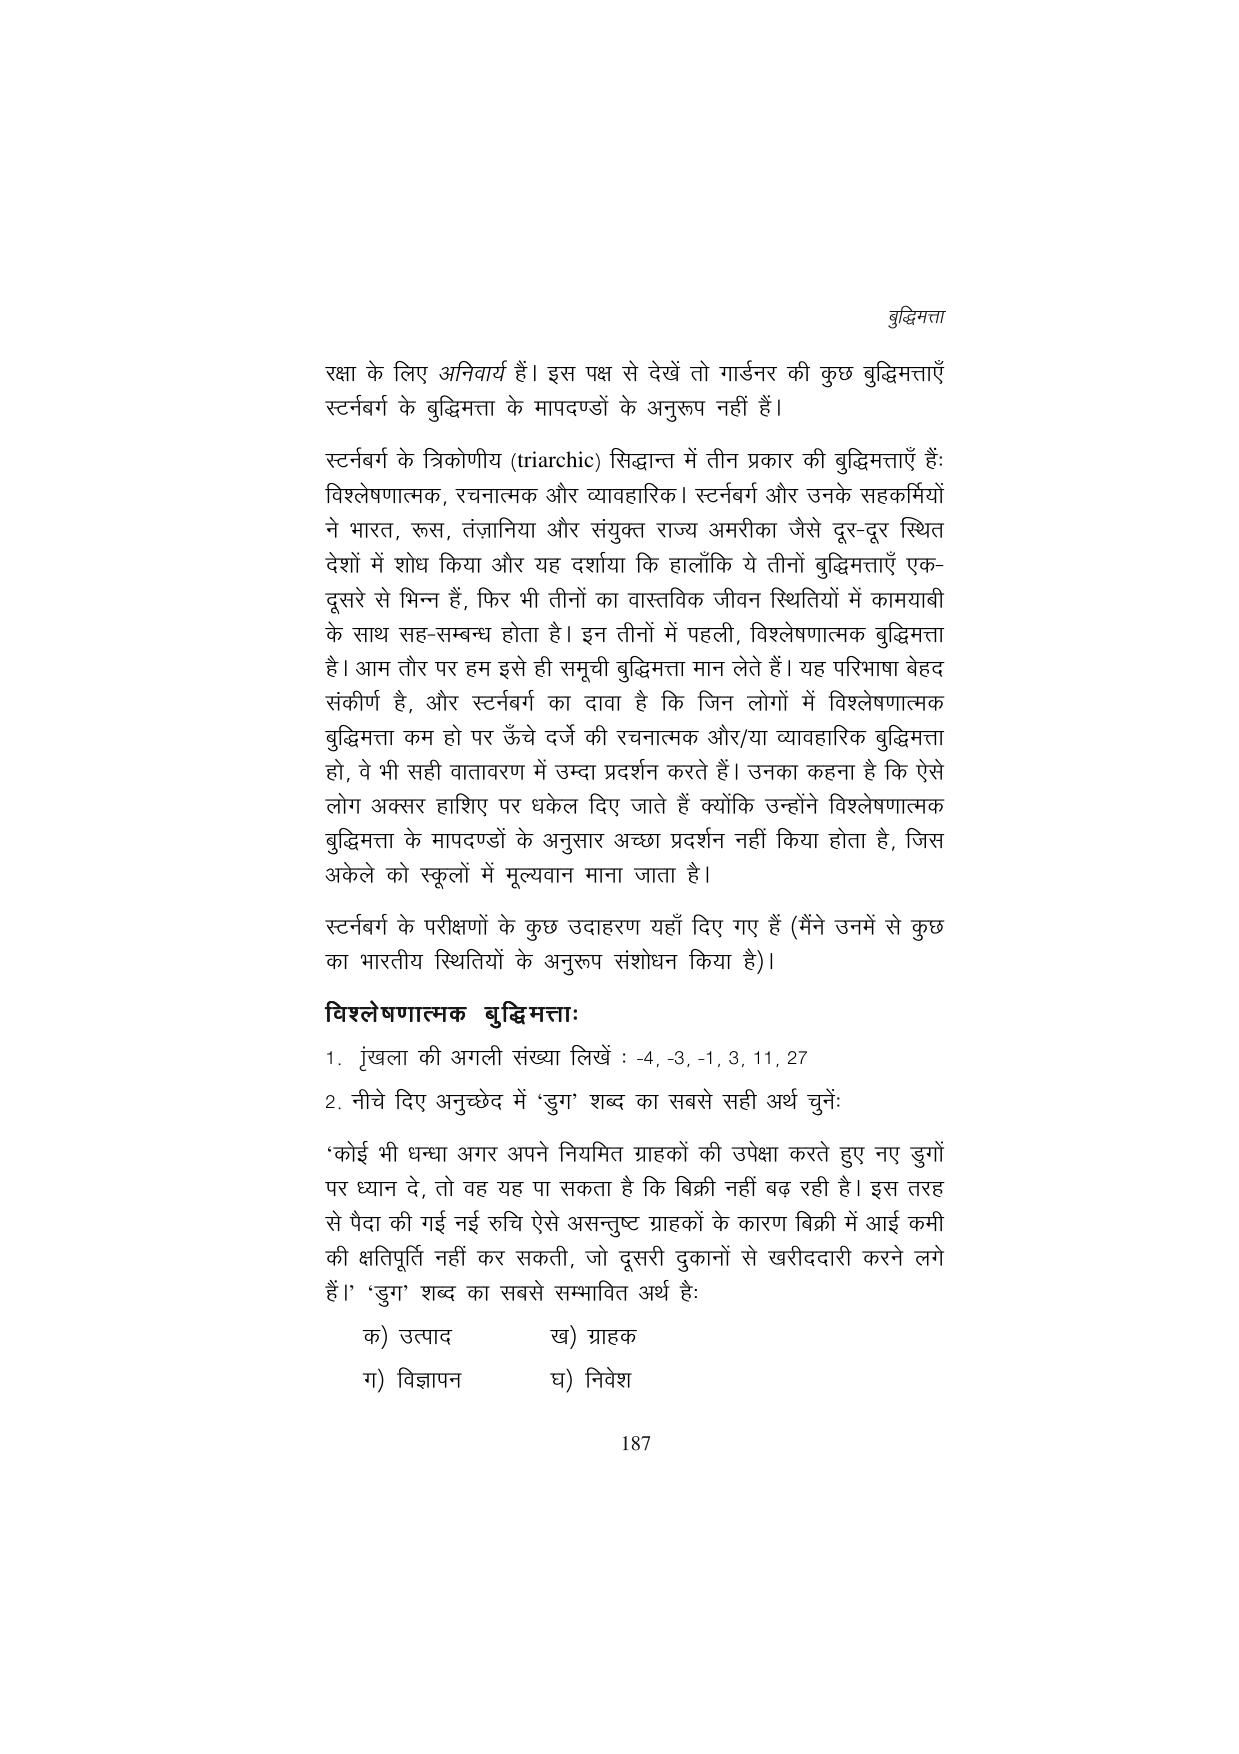 बुद्धिमत्ता
रक्षा के लिए अनिवार्य हैं। इस पक्ष से देखें तो गार्डनर की कुछ बुद्धिमत्ताएँ
स्टर्नबर्ग के बुद्धिमत्ता के मापदण्डों के अनुरूप नहीं हैं।
स्टर्नबर्ग के त्रिकोणीय (triarchic) सिद्धान्त में तीन प्रकार की बुद्धिमत्ताएँ हैंः
विश्लेषणात्मक, रचनात्मक और व्यावहारिक। स्टर्नबर्ग और उनके सहकर्मियों
ने भारत, रूस, तंज़ानिया और संयुक्त राज्य अमरीका जैसे दूर-दूर स्थित
देशों में शोध किया और यह दर्शाया कि हालाँकि ये तीनों बुद्धिमत्ताएँ एक-
दूसरे से भिन्न हैं, फिर भी तीनों का वास्तविक जीवन स्थितियों में कामयाबी
के साथ सह-सम्बन्ध होता है। इन तीनों में पहली, विश्लेषणात्मक बुद्धिमत्ता
है। आम तौर पर हम इसे ही समूची बुद्धिमत्ता मान लेते हैं। यह परिभाषा बेहद
संकीर्ण है, और स्टर्नबर्ग का दावा है कि जिन लोगों में विश्लेषणात्मक
बुद्धिमत्ता कम हो पर ऊँचे दर्जे की रचनात्मक और/या व्यावहारिक बुद्धिमत्ता
हो, वे भी सही वातावरण में उम्दा प्रदर्शन करते हैं। उनका कहना है कि ऐसे
लोग अक्सर हाशिए पर धकेल दिए जाते हैं क्योंकि उन्होंने विश्लेषणात्मक
बुद्धिमत्ता के मापदण्डों के अनुसार अच्छा प्रदर्शन नहीं किया होता है, जिस
अकेले को स्कूलों में मूल्यवान माना जाता है।
स्टर्नबर्ग के परीक्षणों के कुछ उदाहरण यहाँ दिए गए हैं (मैंने उनमें से कुछ
का भारतीय स्थितियों के अनुरूप संशोधन किया है)।
विश्लेषणात्मक बुद्धिमत्ताः
1. शृंखला की अगली संख्या लिखें : -4, -3, -1, 3, 11, 27
2. नीचे दिए अनुच्छेद में ‘डुग’ शब्द का सबसे सही अर्थ चुनेंः
‘कोई भी धन्धा अगर अपने नियमित ग्राहकों की उपेक्षा करते हुए नए डुगों
पर ध्यान दे, तो वह यह पा सकता है कि बिक्री नहीं बढ़ रही है। इस तरह
से पैदा की गई नई रुचि ऐसे असन्तुष्ट ग्राहकों के कारण बिक्री में आई कमी
की क्षतिपूर्ति नहीं कर सकती, जो दूसरी दुकानों से खरीददारी करने लगे
हैं।’ ‘डुग’ शब्द का सबसे सम्भावित अर्थ हैः
क) उत्पाद ख) ग्राहक
ग) विज्ञापन घ) निवेश
187